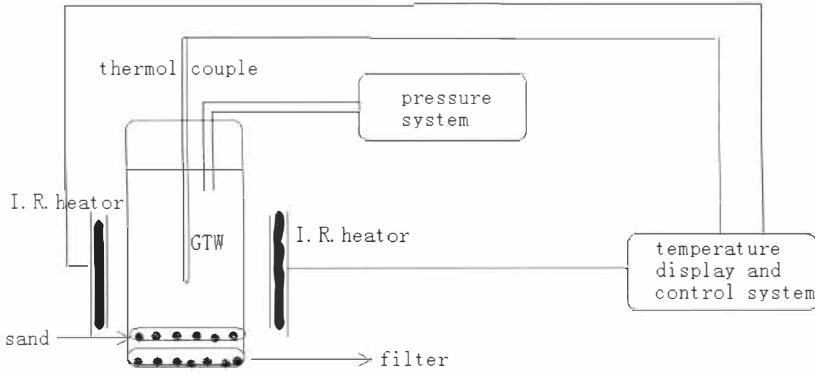 thermol couple
pressure
system
I.R.heator
I.R.heator
GTW
temperature
display and
control system
sand
filter